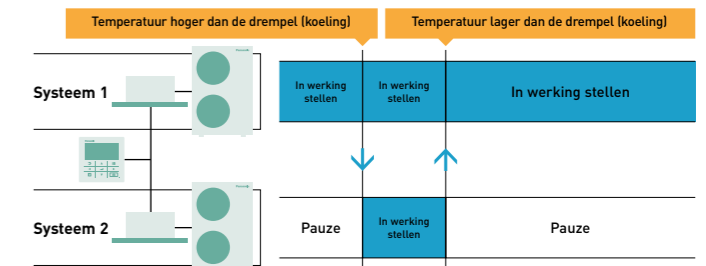 Temperatuur hoger dan de drempel (koeling)
Temperatuur lager dan de drempel (koeling)
Systeem 1
In werking
stellen
In werking
stellen
In werking stellen
Systeem 2
Pauze
In werking
stellen
Pauze